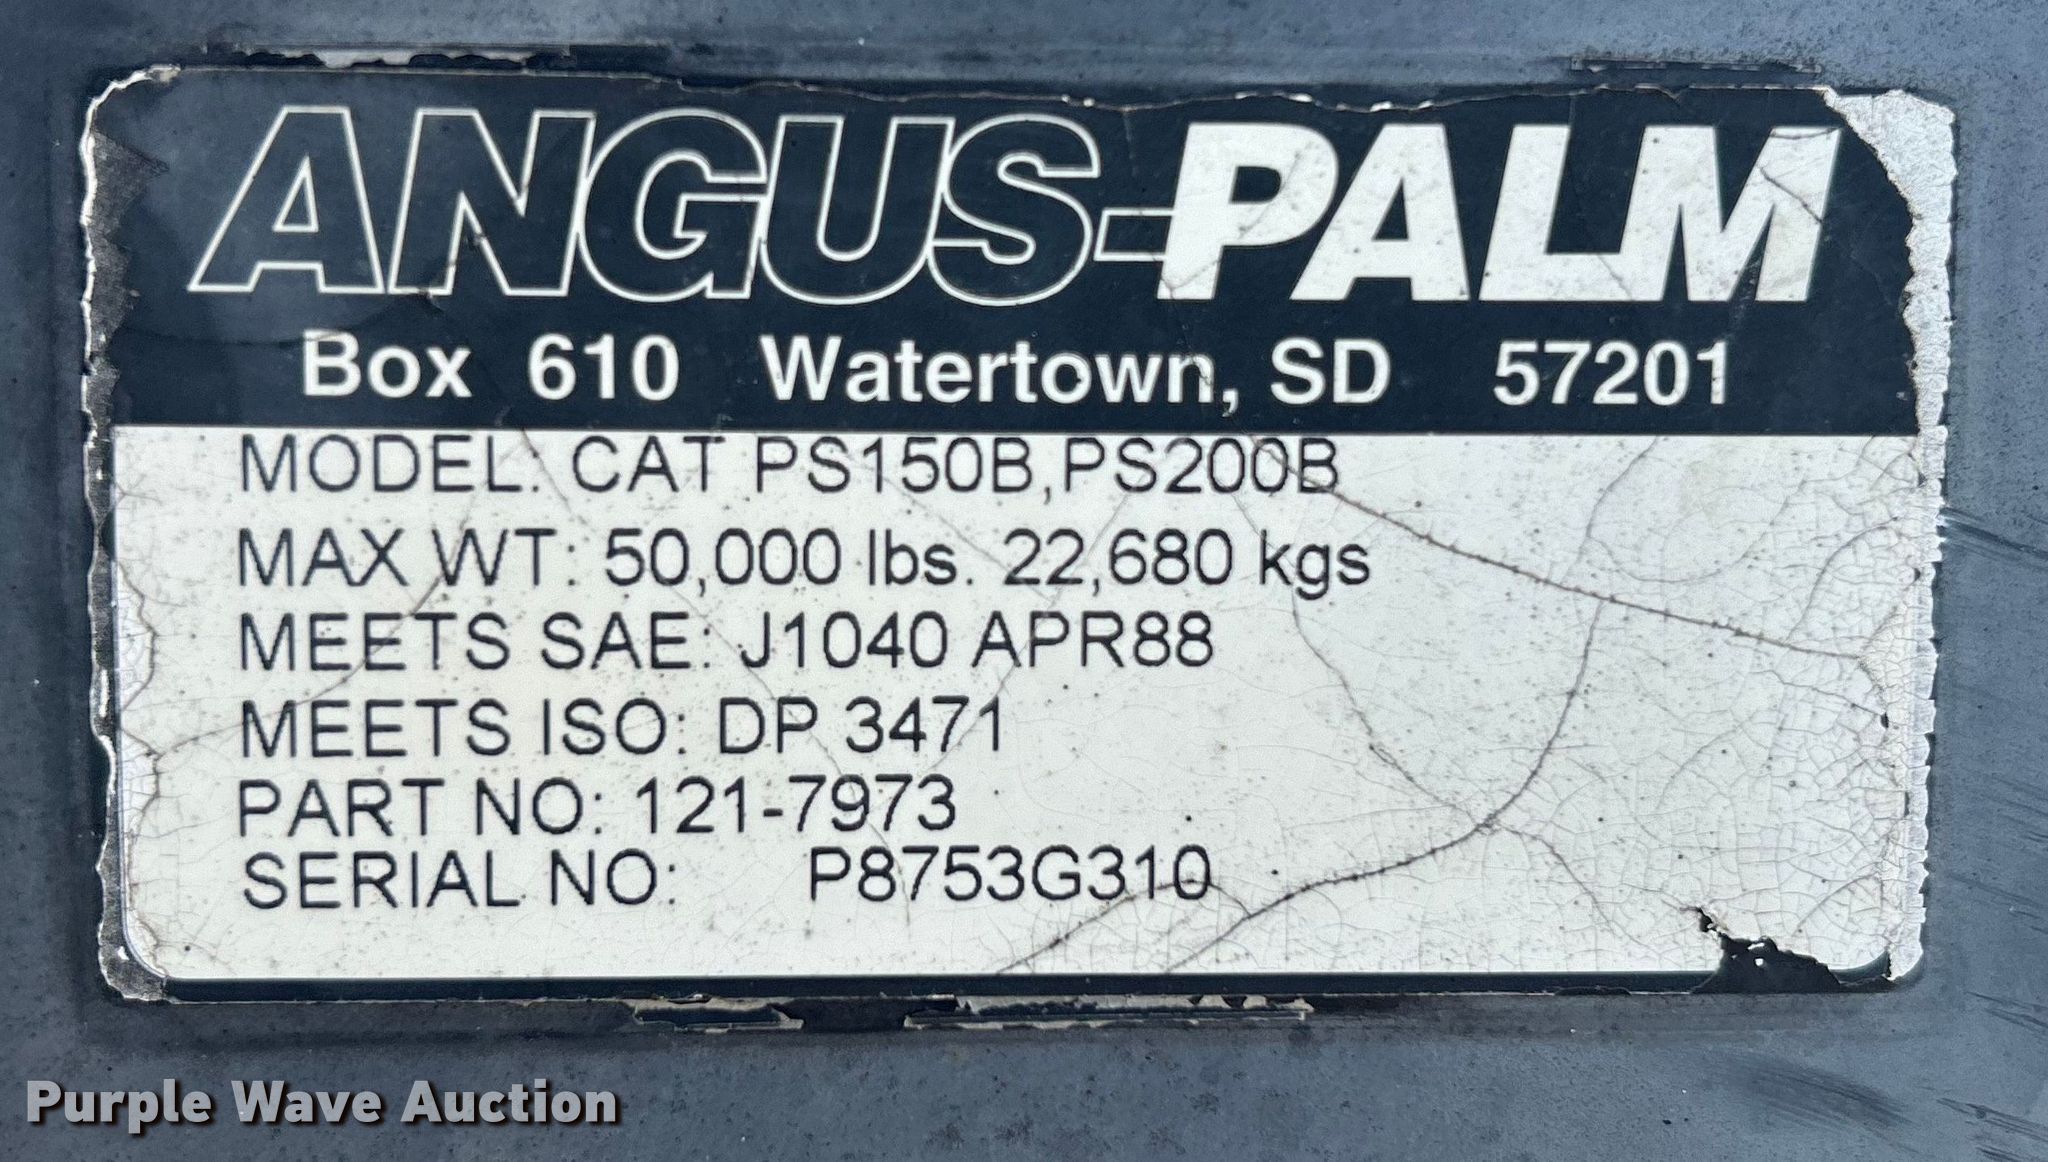 ANGUS-PALM
Box 610 Watertown, SD 57201
MODEL: CAT PS150B, PS200B
MAX WT: 50,000 lbs. 22,680 kgs
MEETS SAE: J1040 APR88
MEETS ISO: DP 3471
PART NO: 121-7973
SERIAL NO: P8753G310
Purple Wave Auction